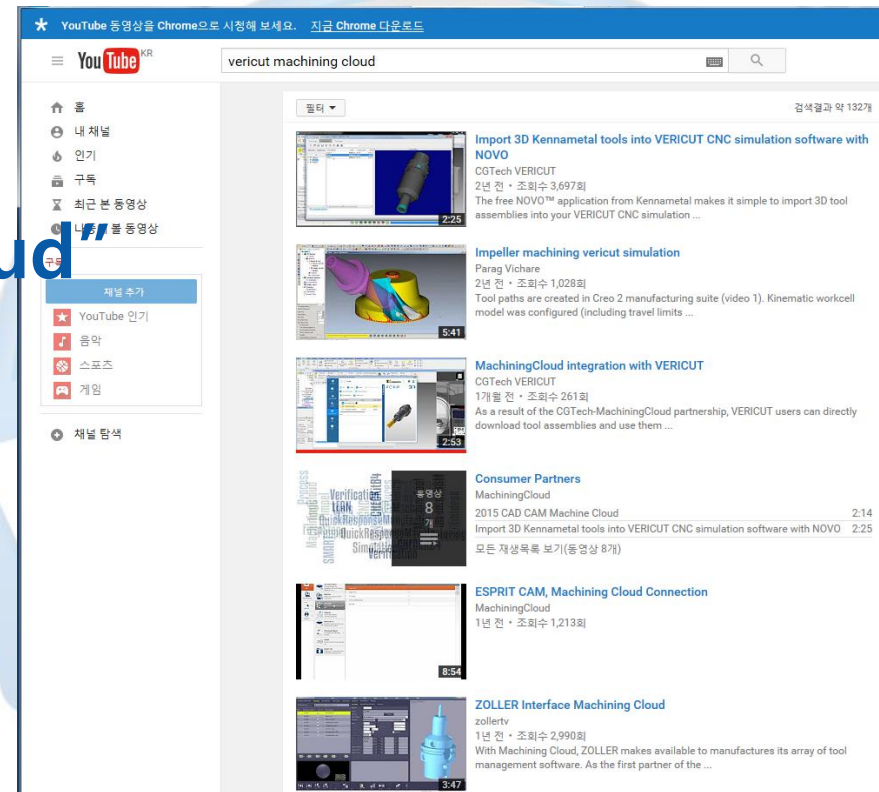 YouTube 동영상을 Chrome으로 시청해 보세요. 지금 Chrome 다운로드
YouTube KR
vericut machining cloud
홈
내 채널
인기
구독
최근 본 동영상
볼 동영상
ud”
채널 추가
YouTube 인기
음악
스포츠
게임
채널 탐색
필터
검색결과 약 132개
Import 3D Kennametal tools into VERICUT CNC simulation software with
NOVO
CGTech VERICUT
2년 전 • 조회수 3,697회
The free NOVO™ application from Kennametal makes it simple to import 3D tool
assemblies into your VERICUT CNC simulation ...
2:25
Impeller machining vericut simulation
Parag Vichare
2년 전 • 조회수 1,028회
Tool paths are created in Creo 2 manufacturing suite (video 1). Kinematic workcell
model was configured (including travel limits ...
5:41
MachiningCloud integration with VERICUT
CGTech VERICUT
1개월 전 • 조회수 261회
As a result of the CGTech-MachiningCloud partnership, VERICUT users can directly
download tool assemblies and use them ...
2:53
Consumer Partners
MachiningCloud
2015 CAD CAM Machine Cloud 2:14
Import 3D Kennametal tools into VERICUT CNC simulation software with NOVO 2:25
모든 재생목록 보기(동영상 8개)
동영상
8
개
Verification
LEAN
QuickResponse
ESPRIT CAM, Machining Cloud Connection
MachiningCloud
1년 전 • 조회수 1,213회
8:54
ZOLLER Interface Machining Cloud
zollertv
1년 전 • 조회수 2,990회
With Machining Cloud, ZOLLER makes available to manufactures its array of tool
management software. As the first partner of the ...
3:47